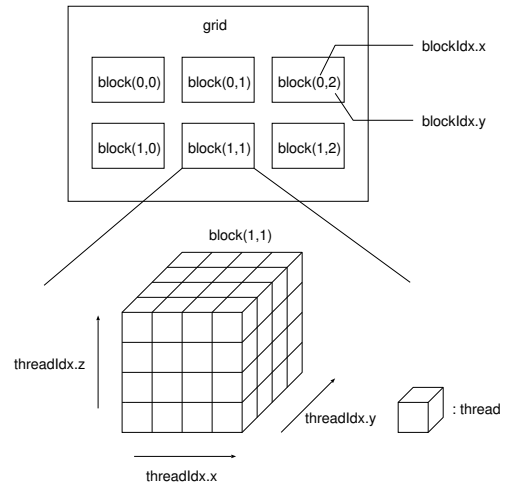 grid
blockIdx.x
block(0,0) block(0,1) block(0,2)
blockIdx.y
block(1,0) block(1,1) block(1,2)
block(1,1)
threadIdx.z
threadIdx.y
: thread
threadIdx.x